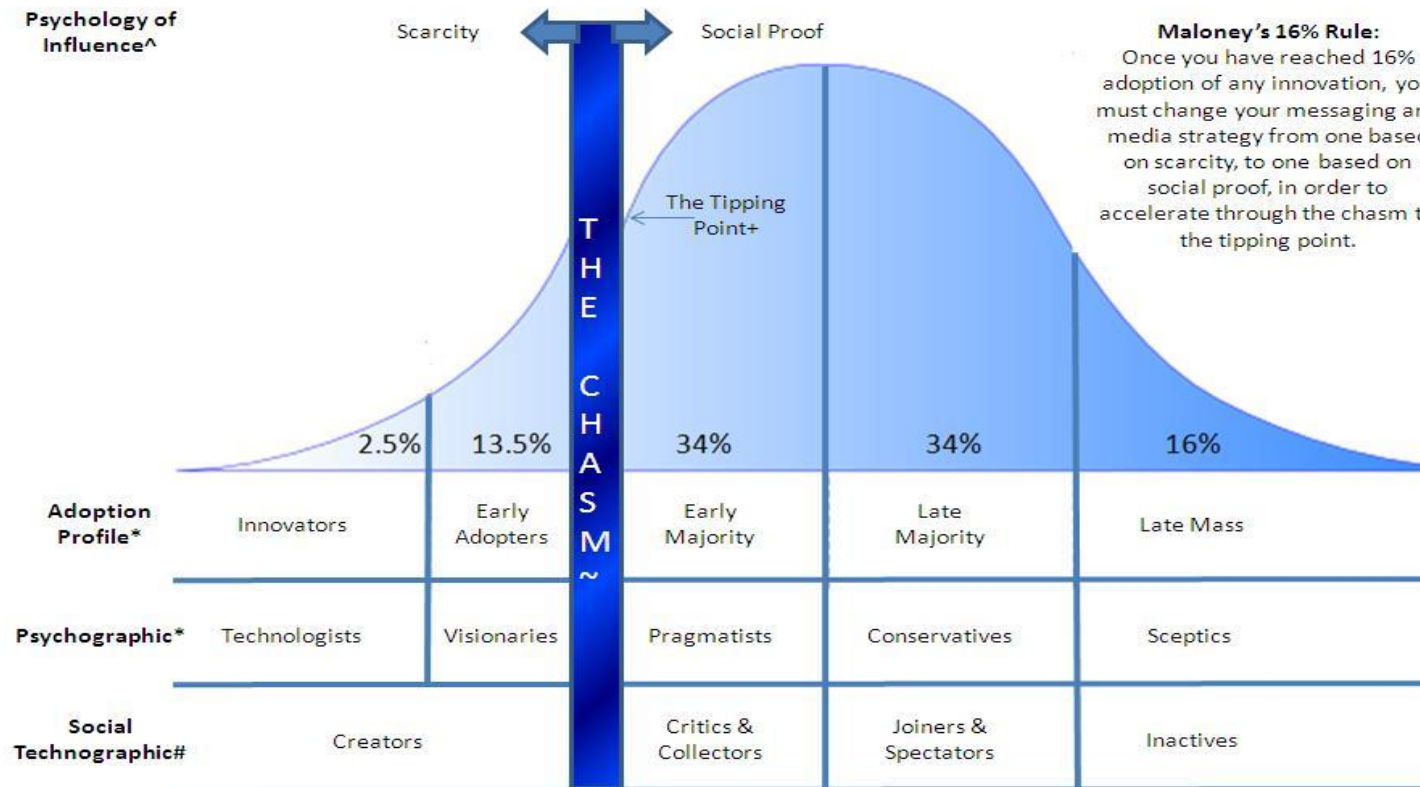 Psychology of
Influence^
Scarcity
Social Proof
Maloney's 16% Rule:
Once you have reached 16%
adoption of any innovation, yo
must change your messaging an
media strategy from one based
on scarcity, to one based on
social proof, in order to
accelerate through the chasm t
the tipping point.
The Tipping
Point+
THE CHASM~
2.5%
13.5%
34%
34%
16%
Adoption
Profile*
Innovators
Early
Adopters
Early
Majority
Late
Majority
Late Mass
Psychographic*
Technologists
Visionaries
Pragmatists
Conservatives
Sceptics
Social
Technographic#
Creators
Critics &
Collectors
Joiners &
Spectators
Inactives